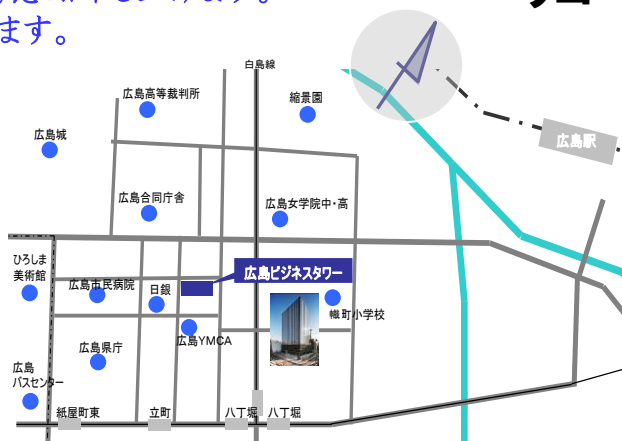 ます。
白島線
広島高等裁判所
縮景園
広島城
広島駅
広島合同庁舎
広島女学院中・高
ひろしま
美術館
広島市民病院
日銀
広島ビジネスタワー
幟町小学校
広島YMCA
広島県庁
広島
バスセンター
紙屋町東
立町
八丁堀
八丁堀